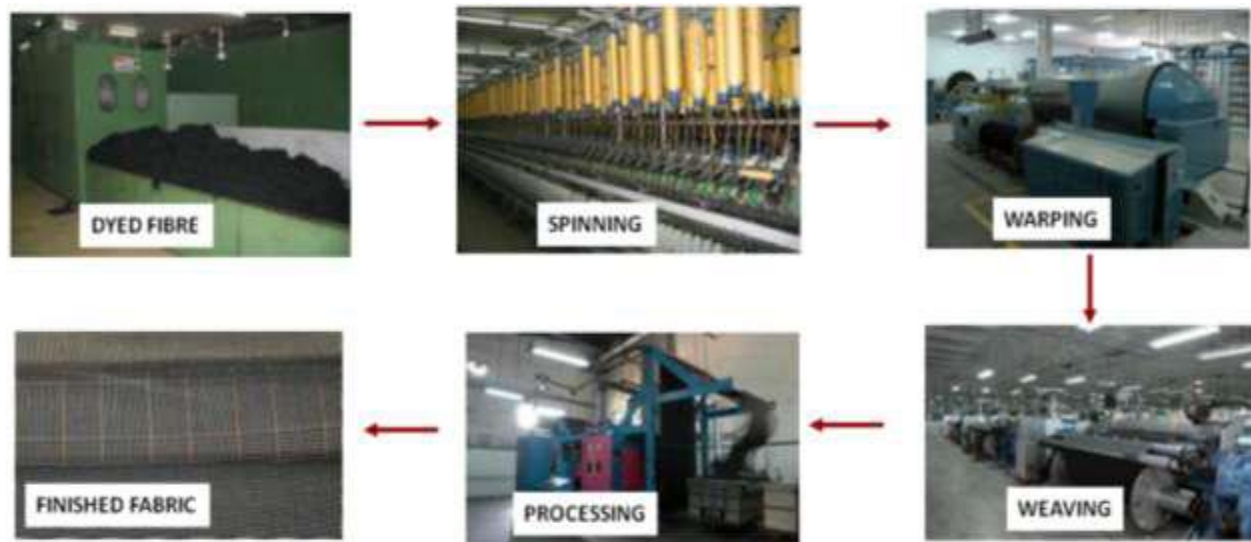 DYED FIBRE
SPINNING
WARPING
WEAVING
PROCESSING
FINISHED FABRIC